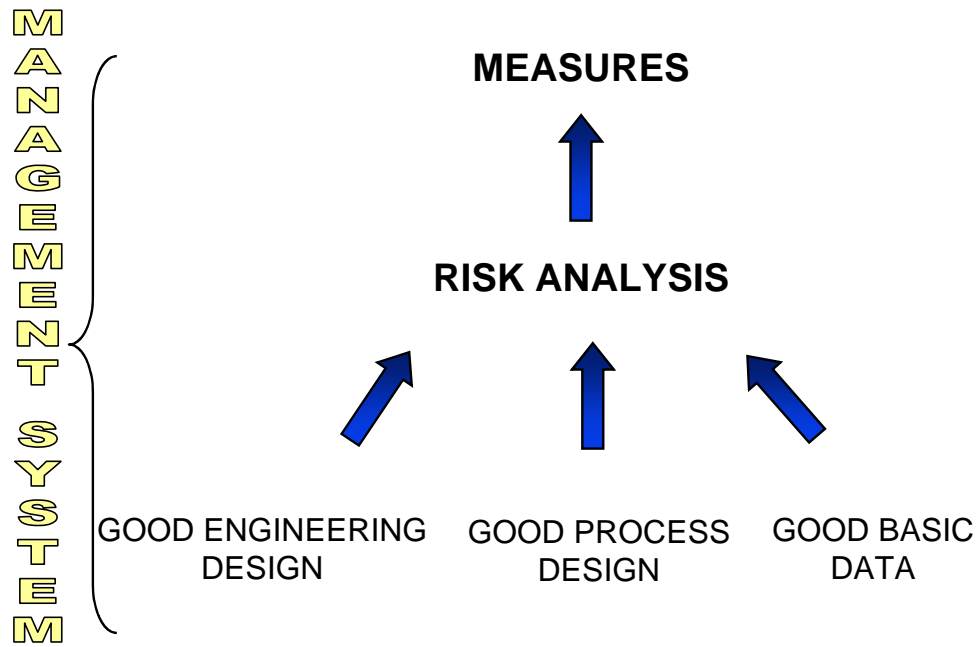 MANAGEMENT SYSTEM
MEASURES
RISK ANALYSIS
GOOD ENGINEERING
DESIGN
GOOD PROCESS
DESIGN
GOOD BASIC
DATA